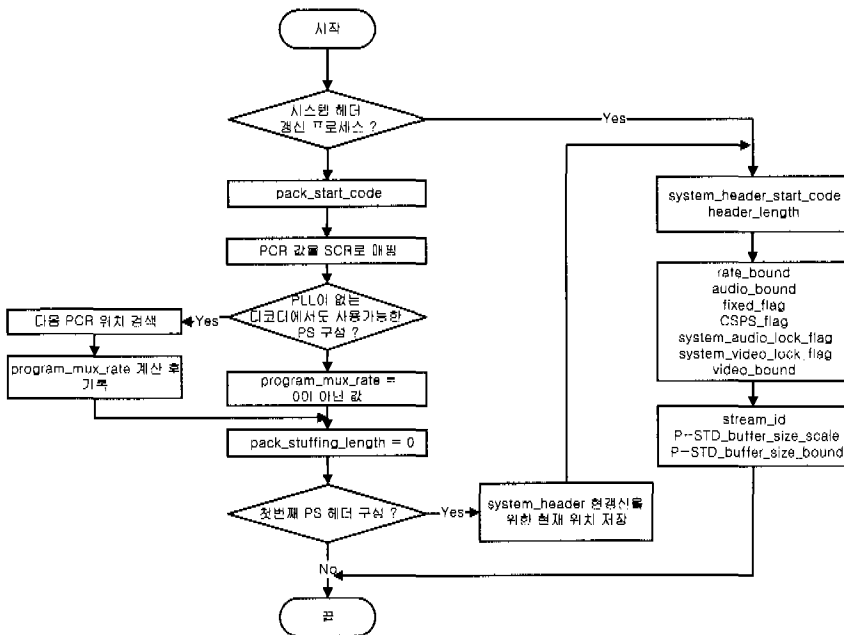 시작
시스템 헤더
갱신 프로세스 ?
Yes
pack_start_code
PCR 값을 SCR로 매핑
PLL이 없는
디코더에서도 사용가능한
PS 구성 ?
Yes
다음 PCR 위치 검색
program_mux_rate 계산 후
기록
program_mux_rate =
0이 아닌 값
pack_stuffing_length = 0
첫번째 PS 헤더 구성 ?
Yes
system_header 현갱신을
위한 현재 위치 저장
No
끝
system_header_start_code
header_length
rate_bound
audio_bound
fixed_flag
CSPS_flag
system_audio_lock_flag
system_video_lock_flag
video_bound
stream_id
P-STD_buffer_size_scale
P-STD_buffer_size_bound